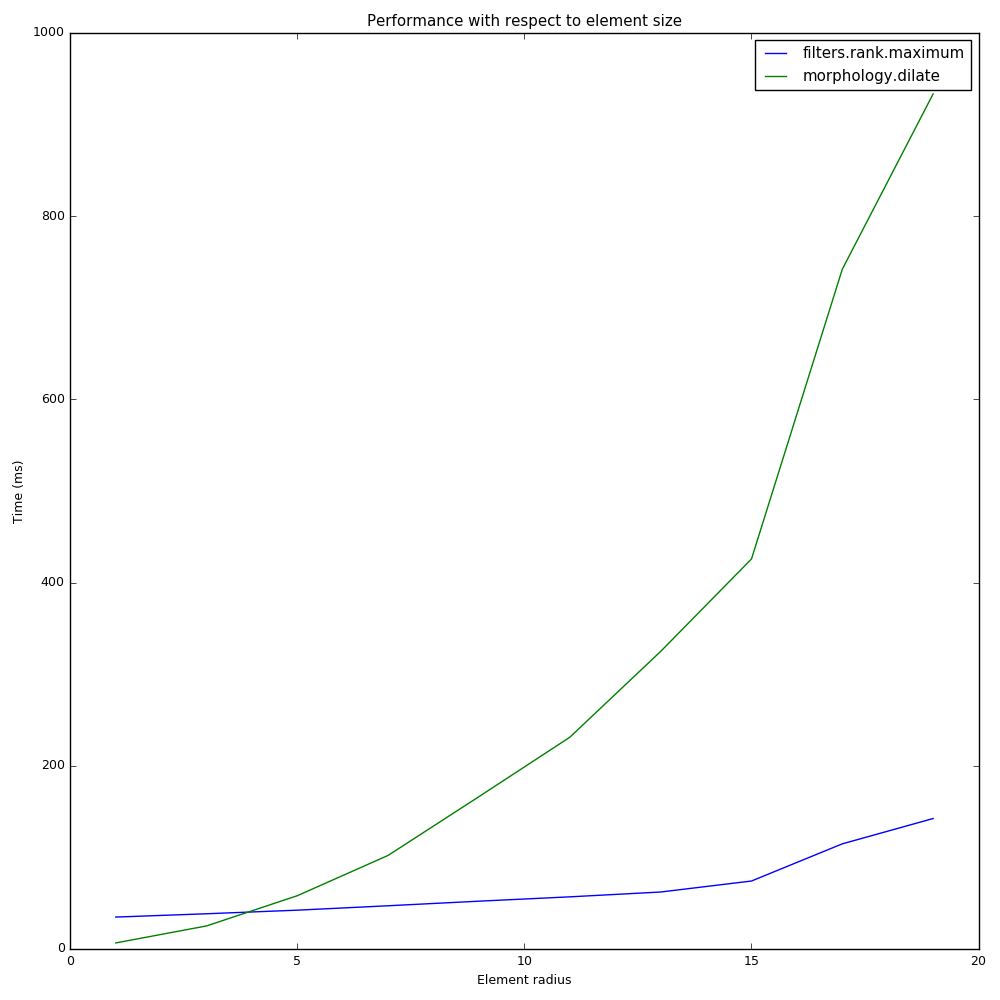 Performance with respect to element size
filters.rank.maximum
morphology.dilate
1000
800
600
400
200
0
Time (ms)
0 5 10 15 20
Element radius